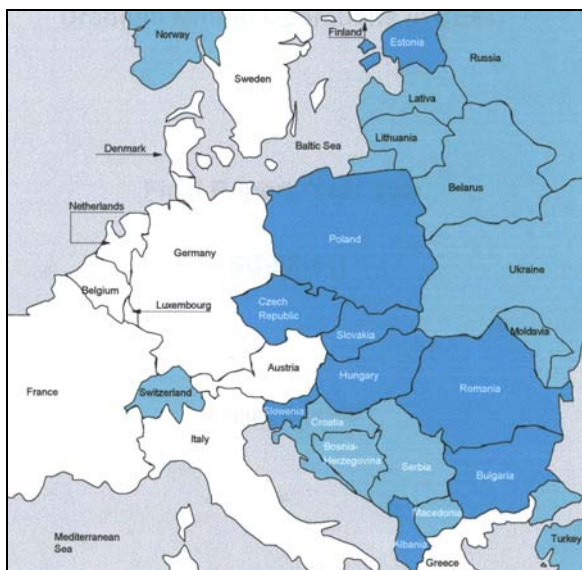 Norway
Finland
Estonia
Russia
Sweden
Lativa
Lithuania
Denmark
Baltic Sea
Belarus
Netherlands
Poland
Germany
Ukraine
Belgium
Luxembourg
Czech
Republic
Slovakia
Moldavia
Austria
France
Switzerland
Hungary
Romania
Slowenia
Croatia
Italy
Bosnia-
Herzegovina
Serbia
Bulgaria
Macedonia
Mediterranean
Sea
Albania
Greece
Turkey